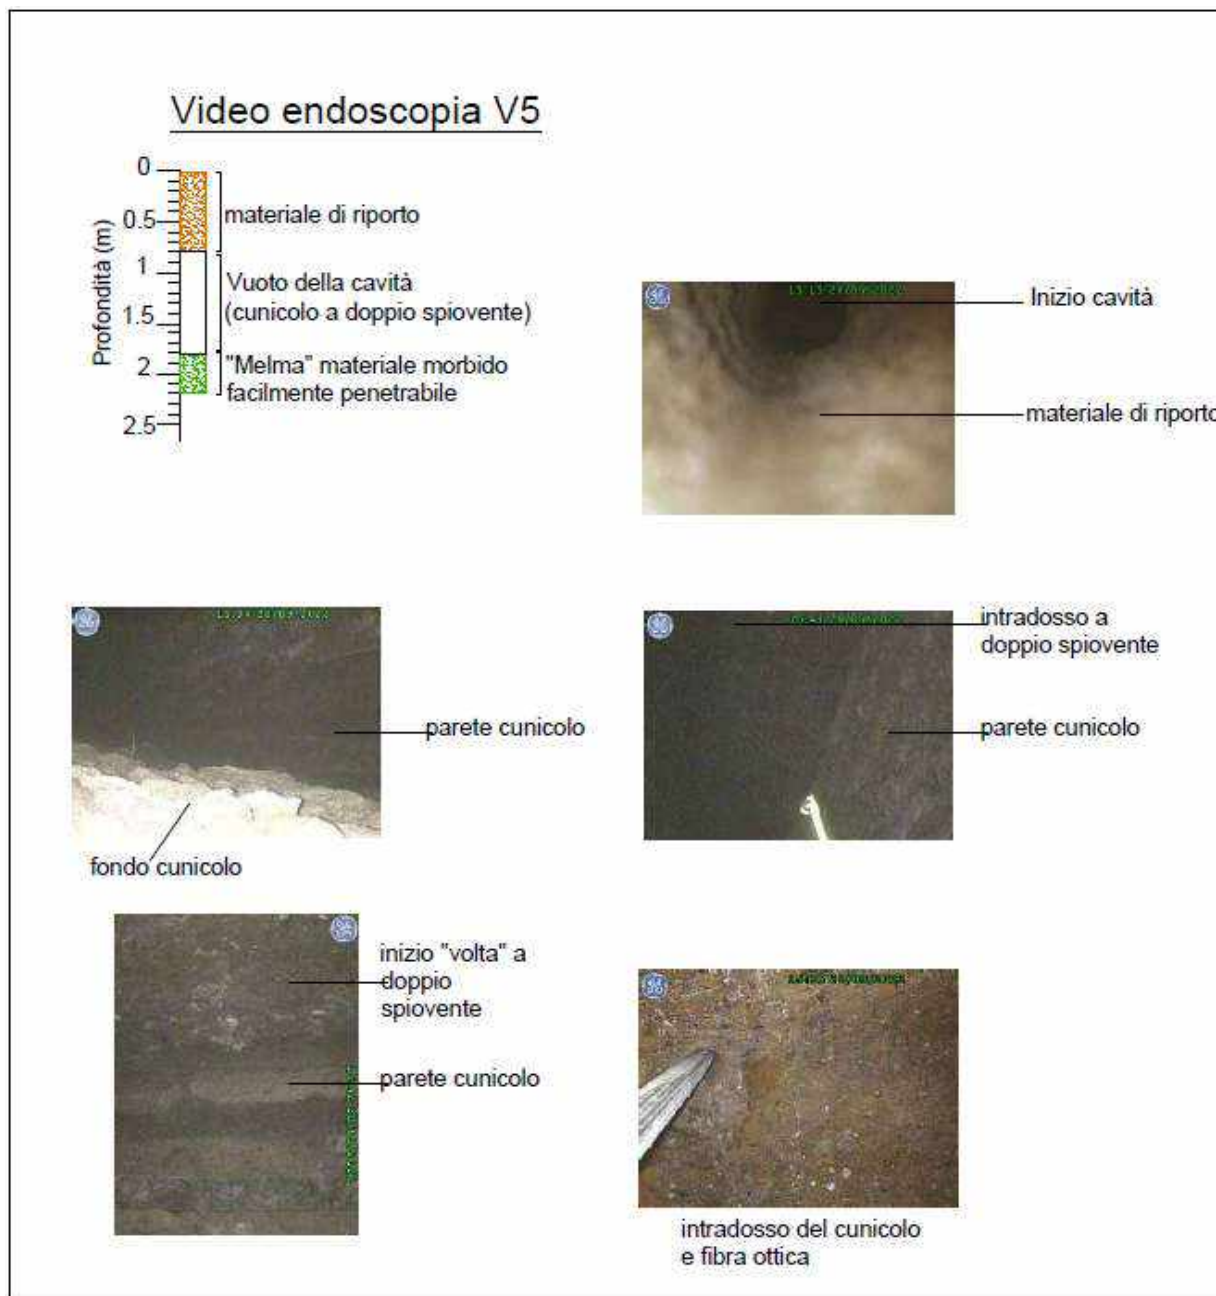 Video endoscopia V5
0
0.5
1
1.5
2
2.5
Profondità (m)
materiale di riporto
Vuoto della cavità
(cunicolo a doppio spiovente)
"Melma" materiale morbido
facilmente penetrabile
Inizio cavità
materiale di riporto
parete cunicolo
fondo cunicolo
intradosso a
doppio spiovente
parete cunicolo
inizio "volta" a
doppio
spiovente
parete cunicolo
intradosso del cunicolo
e fibra ottica